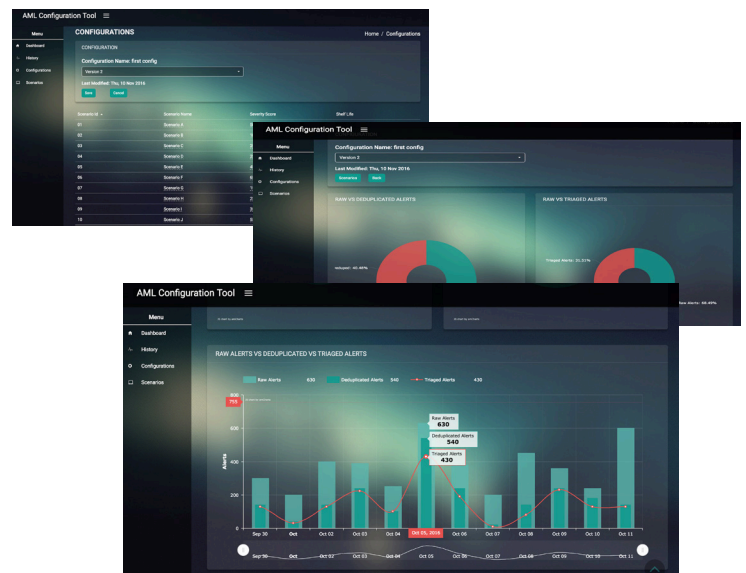 AML Configuration Tool
Menu
Dashboard
History
Configurations
Scenarios
CONFIGURATIONS
Home / Configurations
CONFIGURATION
Configuration Name: first config
Version 2
Last Modified: Thu, 10 Nov 2016
Save
Saved
Scenario Id
Scenario Name
Severity Score
Shelf Life
01 Scenario A
02 Scenario B
03 Scenario C
04 Scenario D
05 Scenario E
06 Scenario F
07 Scenario G
08 Scenario H
09 Scenario I
10 Scenario J
AML Configuration Tool
Menu
Dashboard
History
Configurations
Scenarios
Configuration Name: first config
Version 2
Last Modified: Thu, 10 Nov 2016
Scenarios
RAW VS DEDUPLICATED ALERTS
RAW VS TRIAGED ALERTS
Triaged Alerts: 31.51%
AML Configuration Tool
Menu
Dashboard
History
Configurations
Scenarios
RAW ALERTS VS DEDUPLICATED VS TRIAGED ALERTS
Raw Alerts 630
Deduplicated Alerts 540
Triaged Alerts 430
800
755
600
400
200
0
Alerts
Raw Alerts
630
Deduplicated Alerts
540
Triaged Alerts
430
Sep 30 Oct Oct 02 Oct 03 Oct 04 Oct 05, 2016 Oct 06 Oct 07 Oct 08 Oct 09 Oct 10 Oct 11
Sep 30 Oct Oct 02 Oct 03 Oct 04 Oct 05 Oct 06 Oct 07 Oct 08 Oct 09 Oct 10 Oct 11